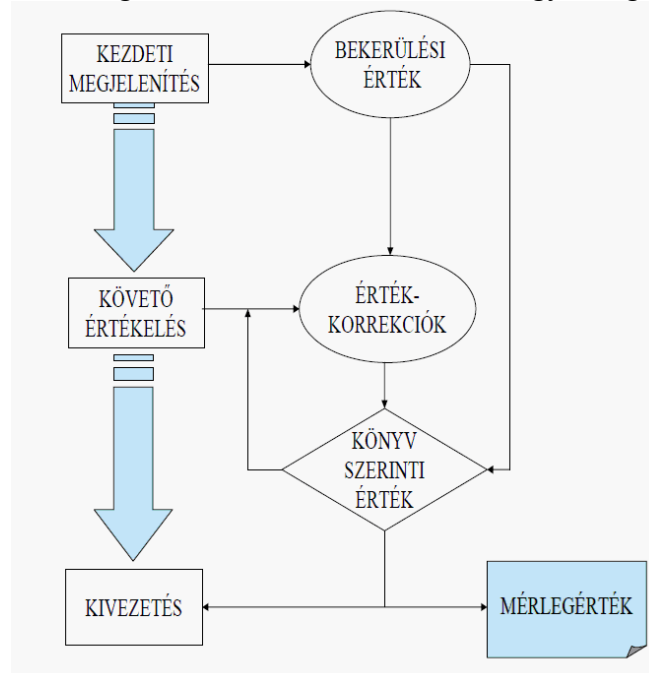 KEZDETI
MEGJELENÍTÉS
BEKERÜLÉSI
ÉRTÉK
KÖVETŐ
ÉRTÉKELÉS
ÉRTÉK-
KORREKCIÓK
KÖNYV
SZERINTI
ÉRTÉK
KIVEZETÉS
MÉRLEGÉRTÉK